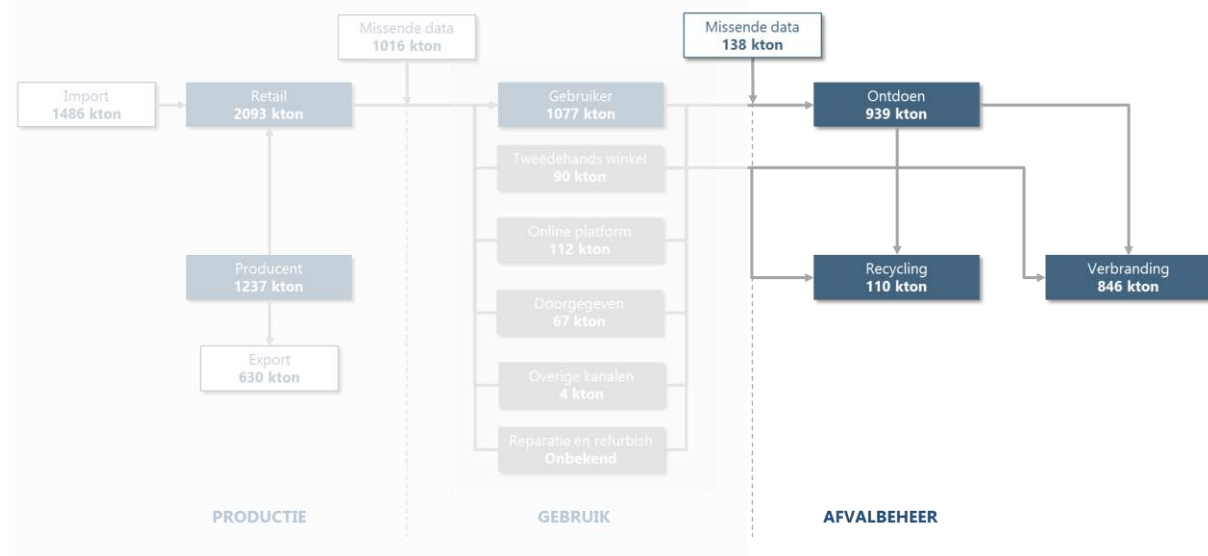 Missende data
1016 kton
Missende data
138 kton
Import
1486 kton
Retail
2093 kton
Gebruiker
1077 kton
Ontdoen
939 kton
Tweedehands winkel
90 kton
Online platform
112 kton
Producent
1237 kton
Recycling
110 kton
Verbranding
846 kton
Doorgegeven
67 kton
Export
630 kton
Overige kanalen
4 kton
Reparatie en refurbish
Onbekend
PRODUCTIE
GEBRUIK
AFVALBEHEER